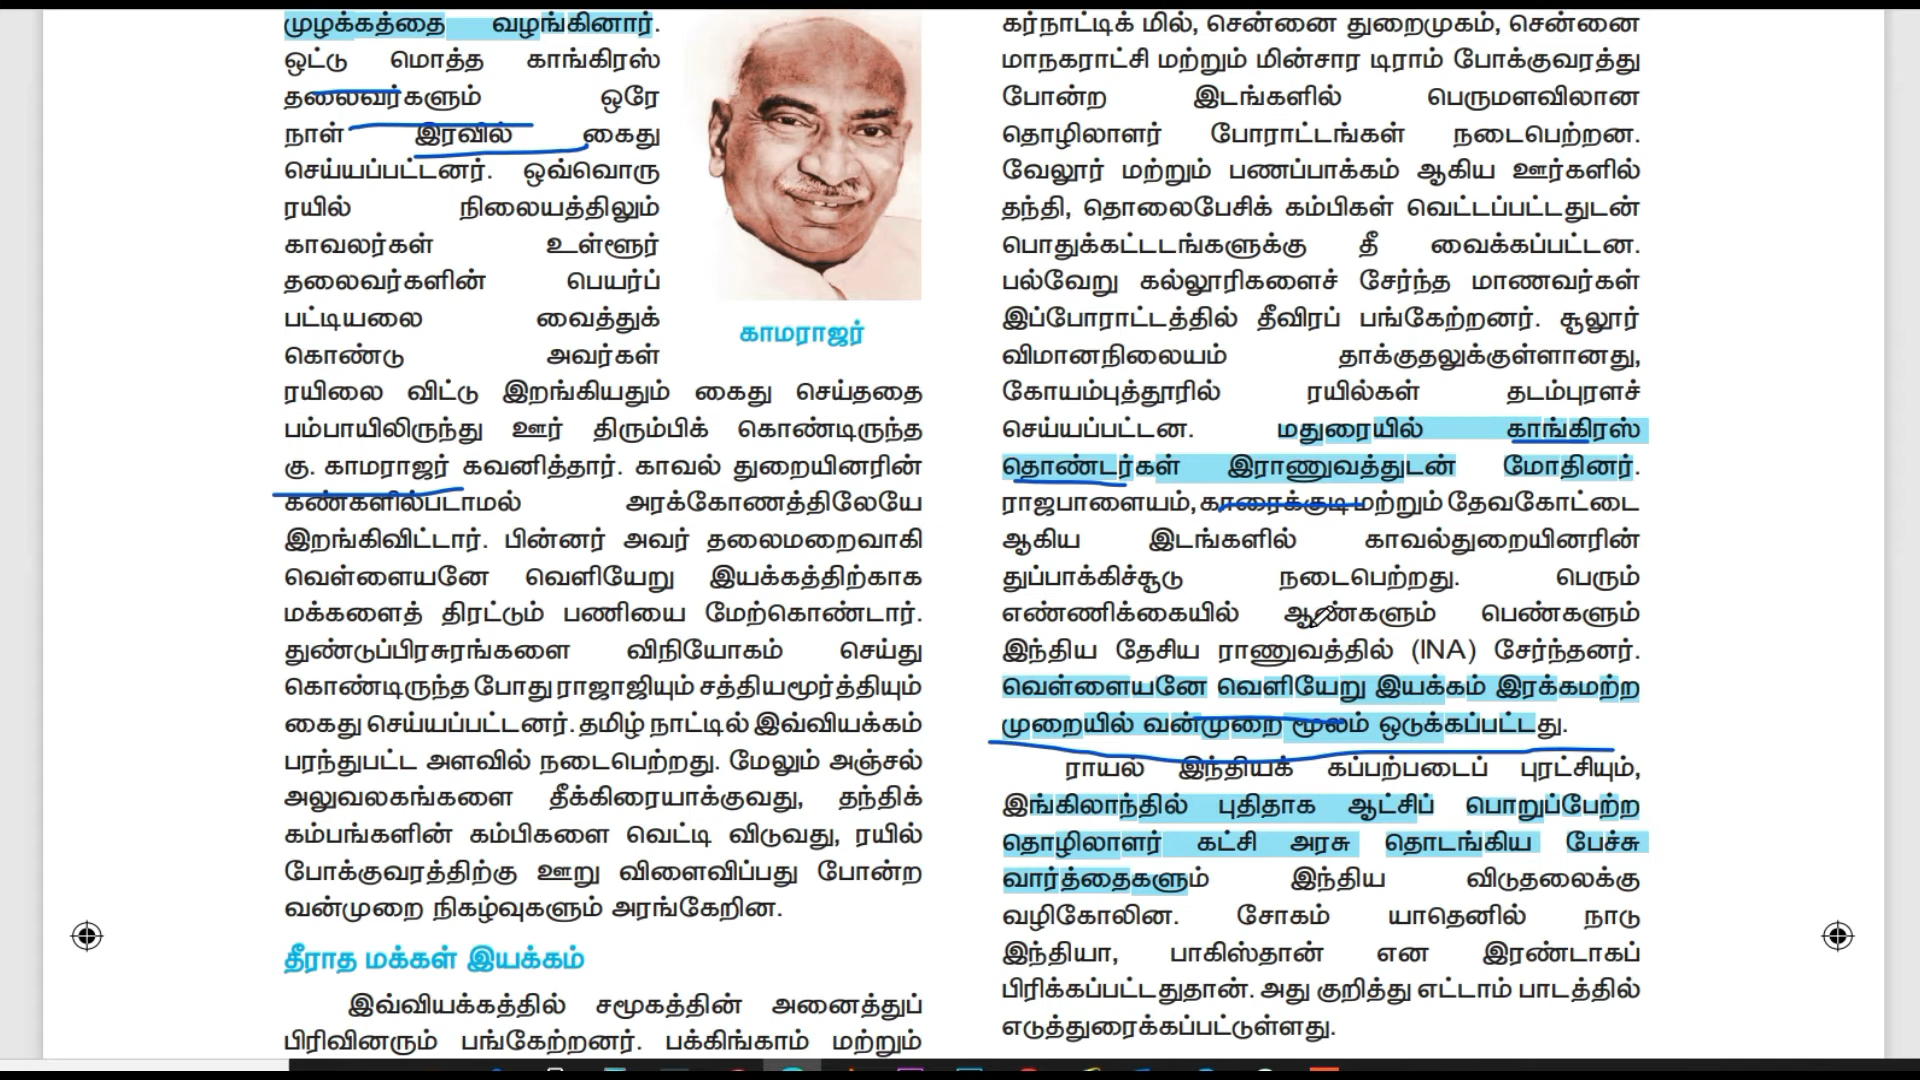 முழக்கத்தை வழங்கினார்.
ஒட்டு மொத்த காங்கிரஸ்
தலைவர்களும் ஒரே
நாள் இரவில் கைது
செய்யப்பட்டனர். ஒவ்வொரு
ரயில் நிலையத்திலும்
காவலர்கள் உள்ளூர்
தலைவர்களின் பெயர்ப்
பட்டியலை வைத்துக்
கொண்டு அவர்கள்
காமராஜர்
ரயிலை விட்டு இறங்கியதும் கைது செய்ததை
பம்பாயிலிருந்து ஊர் திரும்பிக் கொண்டிருந்த
கு. காமராஜர் கவனித்தார். காவல் துறையினரின்
கண்களில்படாமல் அரக்கோணத்திலேயே
இறங்கிவிட்டார். பின்னர் அவர் தலைமறைவாகி
வெள்ளையனே வெளியேறு இயக்கத்திற்காக
மக்களைத் திரட்டும் பணியை மேற்கொண்டார்.
துண்டுப்பிரசுரங்களை விநியோகம் செய்து
கொண்டிருந்த போது ராஜாஜியும் சத்தியமூர்த்தியும்
கைது செய்யப்பட்டனர். தமிழ் நாட்டில் இவ்வியக்கம்
பரந்துபட்ட அளவில் நடைபெற்றது. மேலும் அஞ்சல்
அலுவலகங்களை தீக்கிரையாக்குவது, தந்திக்
கம்பங்களின் கம்பிகளை வெட்டி விடுவது, ரயில்
போக்குவரத்திற்கு ஊறு விளைவிப்பது போன்ற
வன்முறை நிகழ்வுகளும் அரங்கேறின.
தீராத மக்கள் இயக்கம்
இவ்வியக்கத்தில் சமூகத்தின் அனைத்துப்
பிரிவினரும் பங்கேற்றனர். பக்கிங்காம் மற்றும்
கர்நாட்டிக் மில், சென்னை துறைமுகம், சென்னை
மாநகராட்சி மற்றும் மின்சார டிராம் போக்குவரத்து
போன்ற இடங்களில் பெருமளவிலான
தொழிலாளர் போராட்டங்கள் நடைபெற்றன.
வேலூர் மற்றும் பணப்பாக்கம் ஆகிய ஊர்களில்
தந்தி, தொலைபேசிக் கம்பிகள் வெட்டப்பட்டதுடன்
பொதுக்கட்டடங்களுக்கு தீ வைக்கப்பட்டன.
பல்வேறு கல்லூரிகளைச் சேர்ந்த மாணவர்கள்
இப்போராட்டத்தில் தீவிரப் பங்கேற்றனர். சூலூர்
விமானநிலையம் தாக்குதலுக்குள்ளானது,
கோயம்புத்தூரில் ரயில்கள் தடம்புரளச்
செய்யப்பட்டன. மதுரையில் காங்கிரஸ்
தொண்டர்கள் இராணுவத்துடன் மோதினர்.
ராஜபாளையம், காரைக்குடி மற்றும் தேவகோட்டை
ஆகிய இடங்களில் காவல்துறையினரின்
துப்பாக்கிச்சூடு நடைபெற்றது. பெரும்
எண்ணிக்கையில் ஆண்களும் பெண்களும்
இந்திய தேசிய ராணுவத்தில் (INA) சேர்ந்தனர்.
வெள்ளையனே வெளியேறு இயக்கம் இரக்கமற்ற
முறையில் வன்முறை மூலம் ஒடுக்கப்பட்டது.
ராயல் இந்தியக் கப்பற்படைப் புரட்சியும்,
இங்கிலாந்தில் புதிதாக ஆட்சிப் பொறுப்பேற்ற
தொழிலாளர் கட்சி அரசு தொடங்கிய பேச்சு
வார்த்தைகளும் இந்திய விடுதலைக்கு
வழிகோலின. சோகம் யாதெனில் நாடு
இந்தியா, பாகிஸ்தான் என இரண்டாகப்
பிரிக்கப்பட்டதுதான். அது குறித்து எட்டாம் பாடத்தில்
எடுத்துரைக்கப்பட்டுள்ளது.